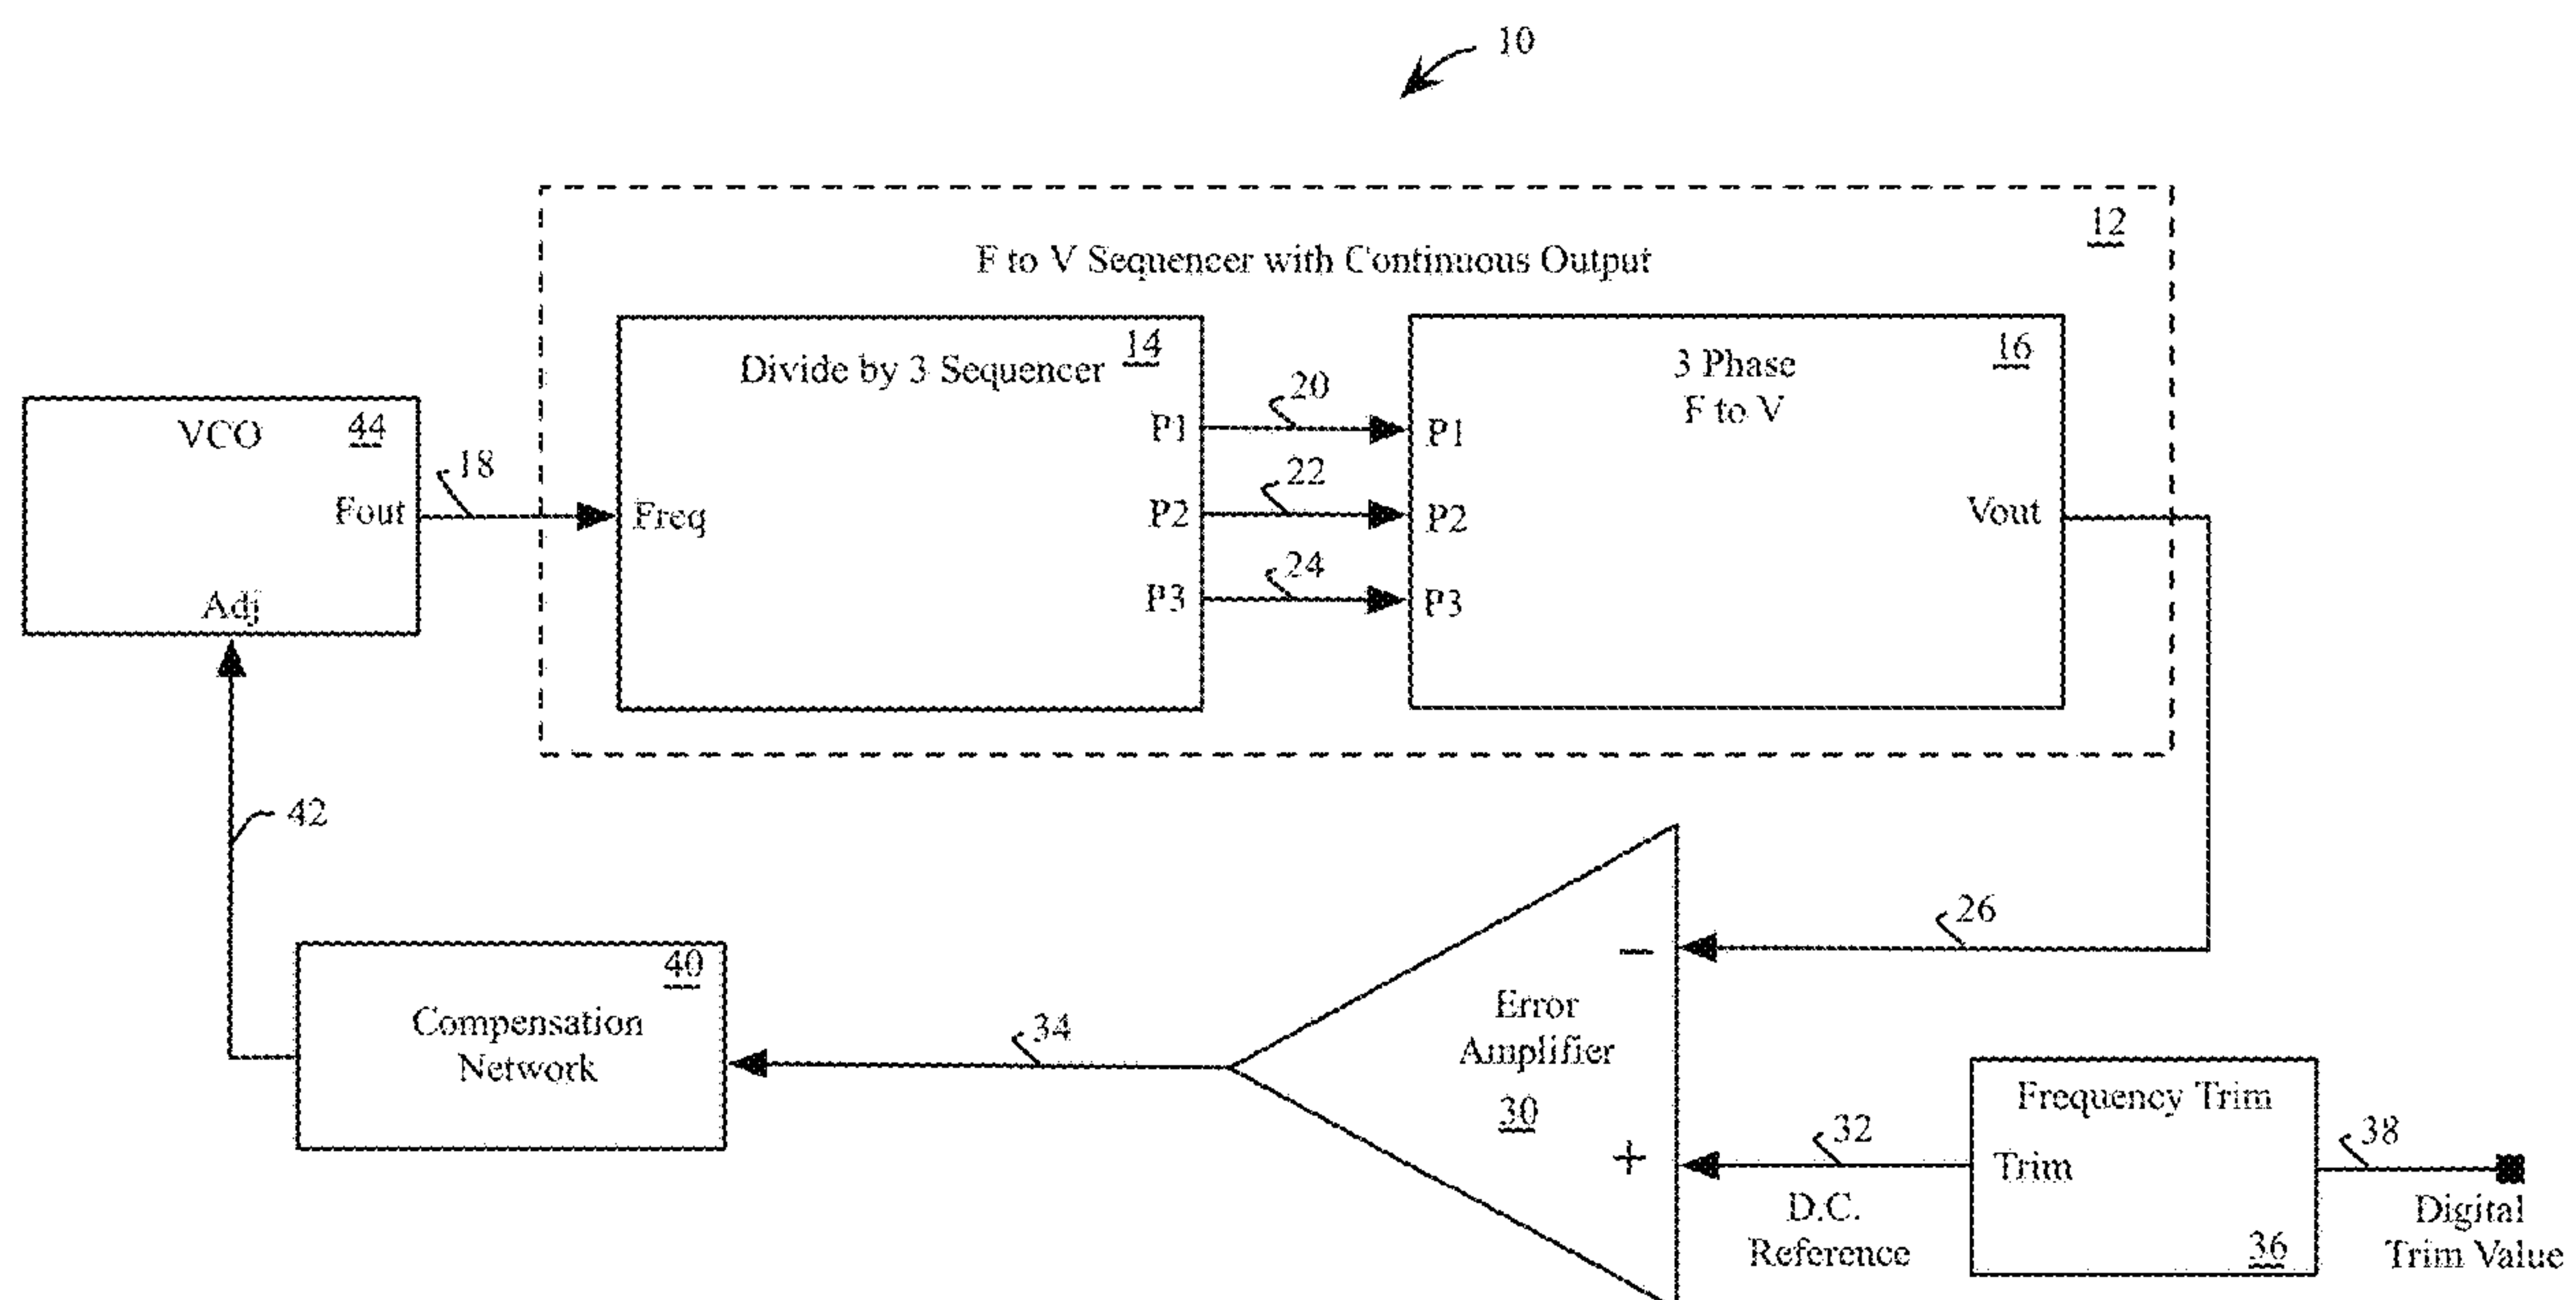 10
12
F to V Sequencer with Continuous Output
14
Divide by 3 Sequencer
16
3 Phase
F to V
VCO
44
18
20
P1
P1
22
Fout
Freq
P2
P2
Vout
24
Adj
P3
P3
42
26
−
40
Compensation
Network
34
Error
Amplifier
30
+
32
D.C.
Reference
Frequency Trim
Trim
36
38
Digital
Trim Value